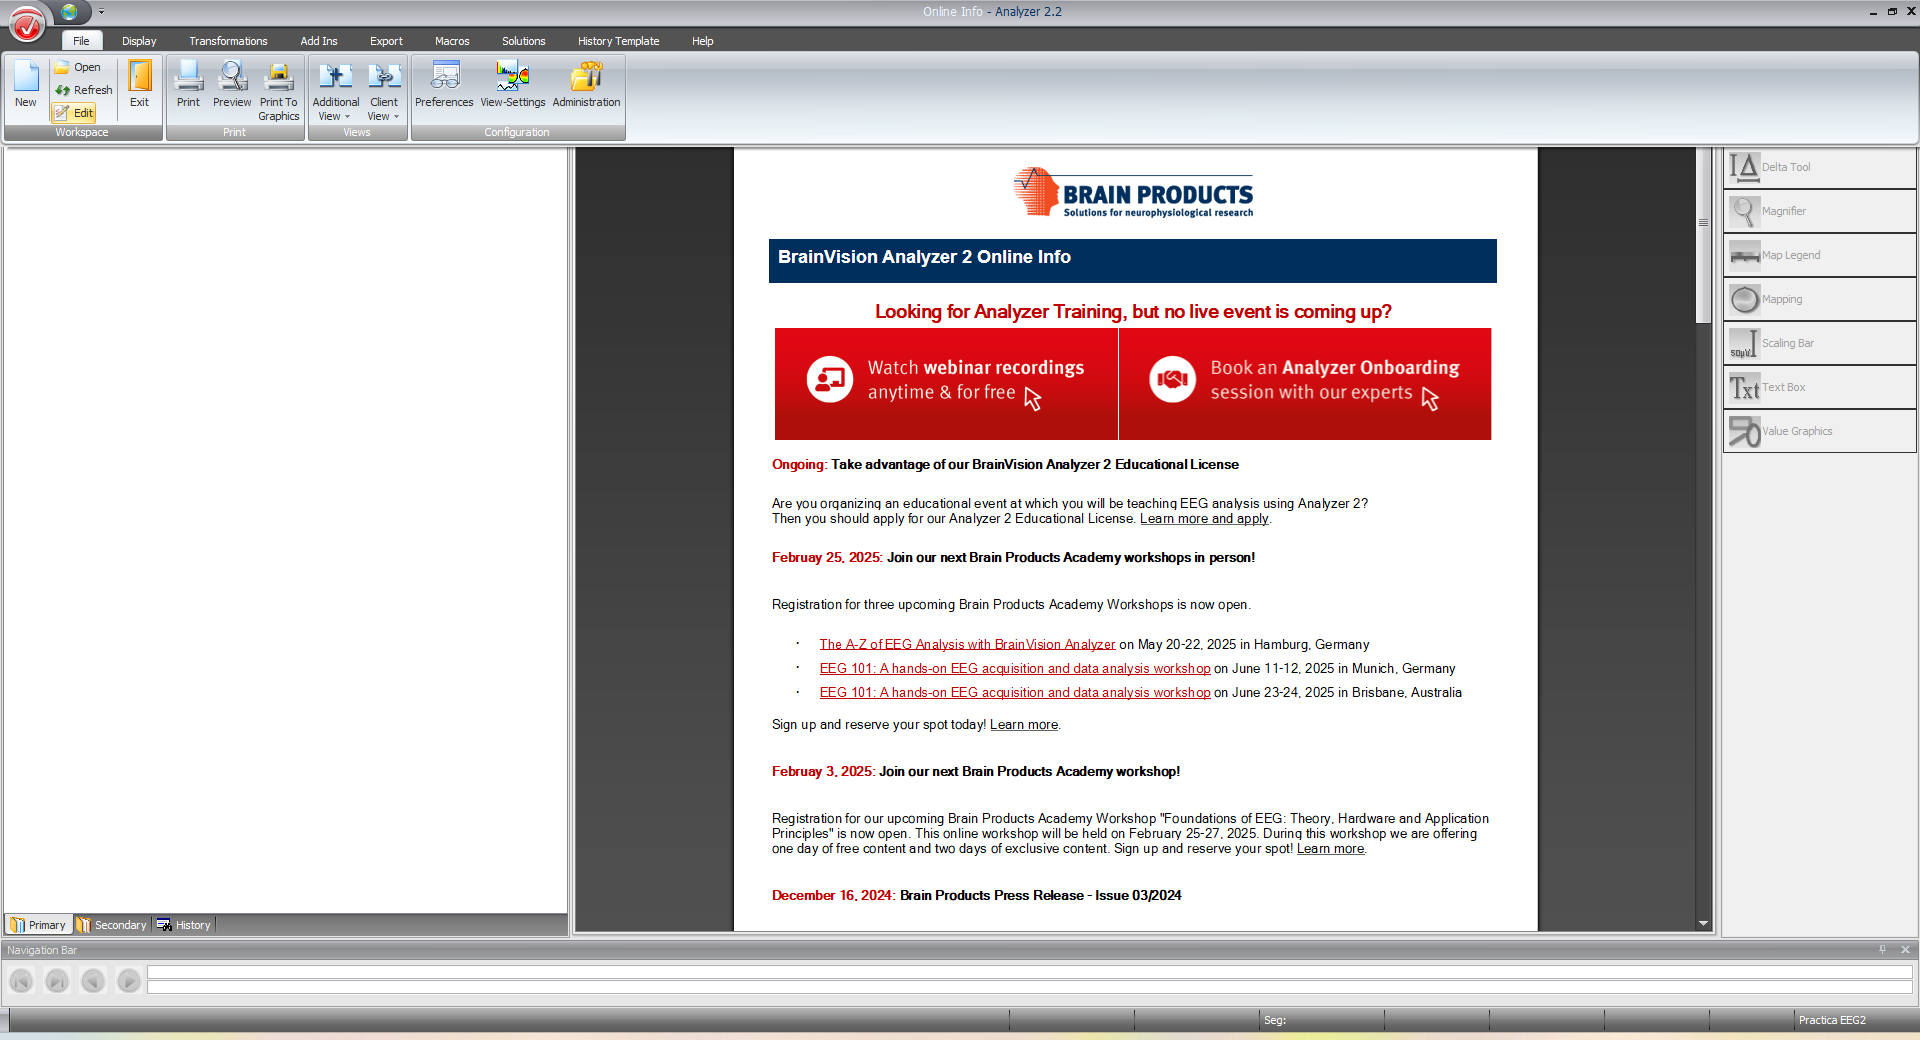 Online Info - Analyzer 2.2
File Display Transformations Add Ins Export Macros Solutions History Template Help
New
Open
Refresh
Edit
Exit
Workspace
Print
Preview
Print To Graphics
Print
Additional View
Client View
Views
Preferences
View-Settings
Administration
Configuration
BRAIN PRODUCTS
Solutions for neurophysiological research
BrainVision Analyzer 2 Online Info
Looking for Analyzer Training, but no live event is coming up?
Watch webinar recordings
anytime & for free
Book an Analyzer Onboarding
session with our experts
Ongoing: Take advantage of our BrainVision Analyzer 2 Educational License
Are you organizing an educational event at which you will be teaching EEG analysis using Analyzer 2?
Then you should apply for our Analyzer 2 Educational License. Learn more and apply.
Februay 25, 2025: Join our next Brain Products Academy workshops in person!
Registration for three upcoming Brain Products Academy Workshops is now open.
· The A-Z of EEG Analysis with BrainVision Analyzer on May 20-22, 2025 in Hamburg, Germany
· EEG 101: A hands-on EEG acquisition and data analysis workshop on June 11-12, 2025 in Munich, Germany
· EEG 101: A hands-on EEG acquisition and data analysis workshop on June 23-24, 2025 in Brisbane, Australia
Sign up and reserve your spot today! Learn more.
Februay 3, 2025: Join our next Brain Products Academy workshop!
Registration for our upcoming Brain Products Academy Workshop "Foundations of EEG: Theory, Hardware and Application
Principles" is now open. This online workshop will be held on February 25-27, 2025. During this workshop we are offering
one day of free content and two days of exclusive content. Sign up and reserve your spot! Learn more.
December 16, 2024: Brain Products Press Release - Issue 03/2024
Delta Tool
Magnifier
Map Legend
Mapping
50µV Scaling Bar
Txt Text Box
Value Graphics
Primary Secondary History
Navigation Bar
Seg:
Practica EEG2